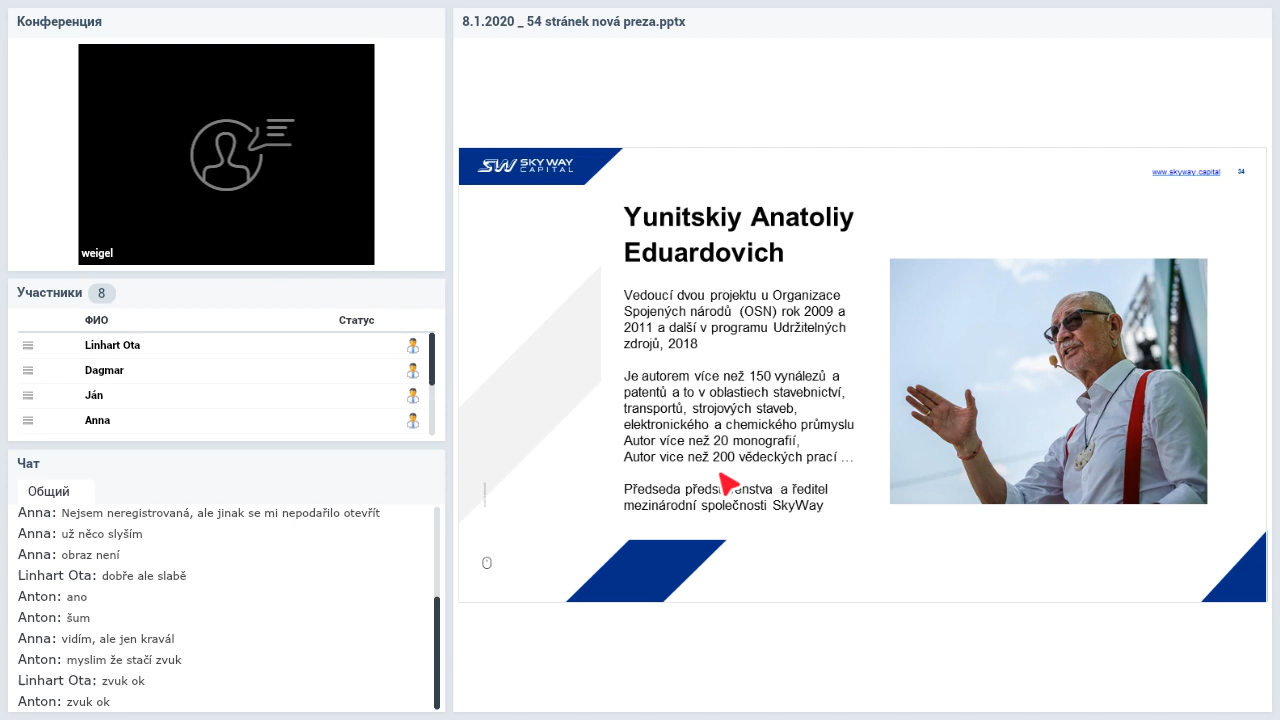 Конференция
weigel
Участники 8
ФИО Статус
Linhart Ota
Dagmar
Ján
Anna
Чат
Общий
Anna: Nejsem neregistrovaná, ale jinak se mi nepodařilo otevřít
Anna: už něco slyším
Anna: obraz není
Linhart Ota: dobře ale slabě
Anton: ano
Anton: šum
Anna: vidím, ale jen kravál
Anton: myslim že stačí zvuk
Linhart Ota: zvuk ok
Anton: zvuk ok
8.1.2020 _ 54 stránek nová preza.pptx
SW SKY WAY
CAPITAL
www.skyway.capital 34
Yunitskiy Anatoliy
Eduardovich
Vedoucí dvou projektu u Organizace
Spojených národů (OSN) rok 2009 a
2011 a další v programu Udržitelných
zdrojů, 2018
Je autorem více než 150 vynálezů a
patentů a to v oblastiech stavebnictví,
transportů, strojových staveb,
elektronického a chemického průmyslu
Autor více než 20 monografií,
Autor vice než 200 vědeckých prací ...
Předseda a ředitel
mezinárodní společnosti SkyWay